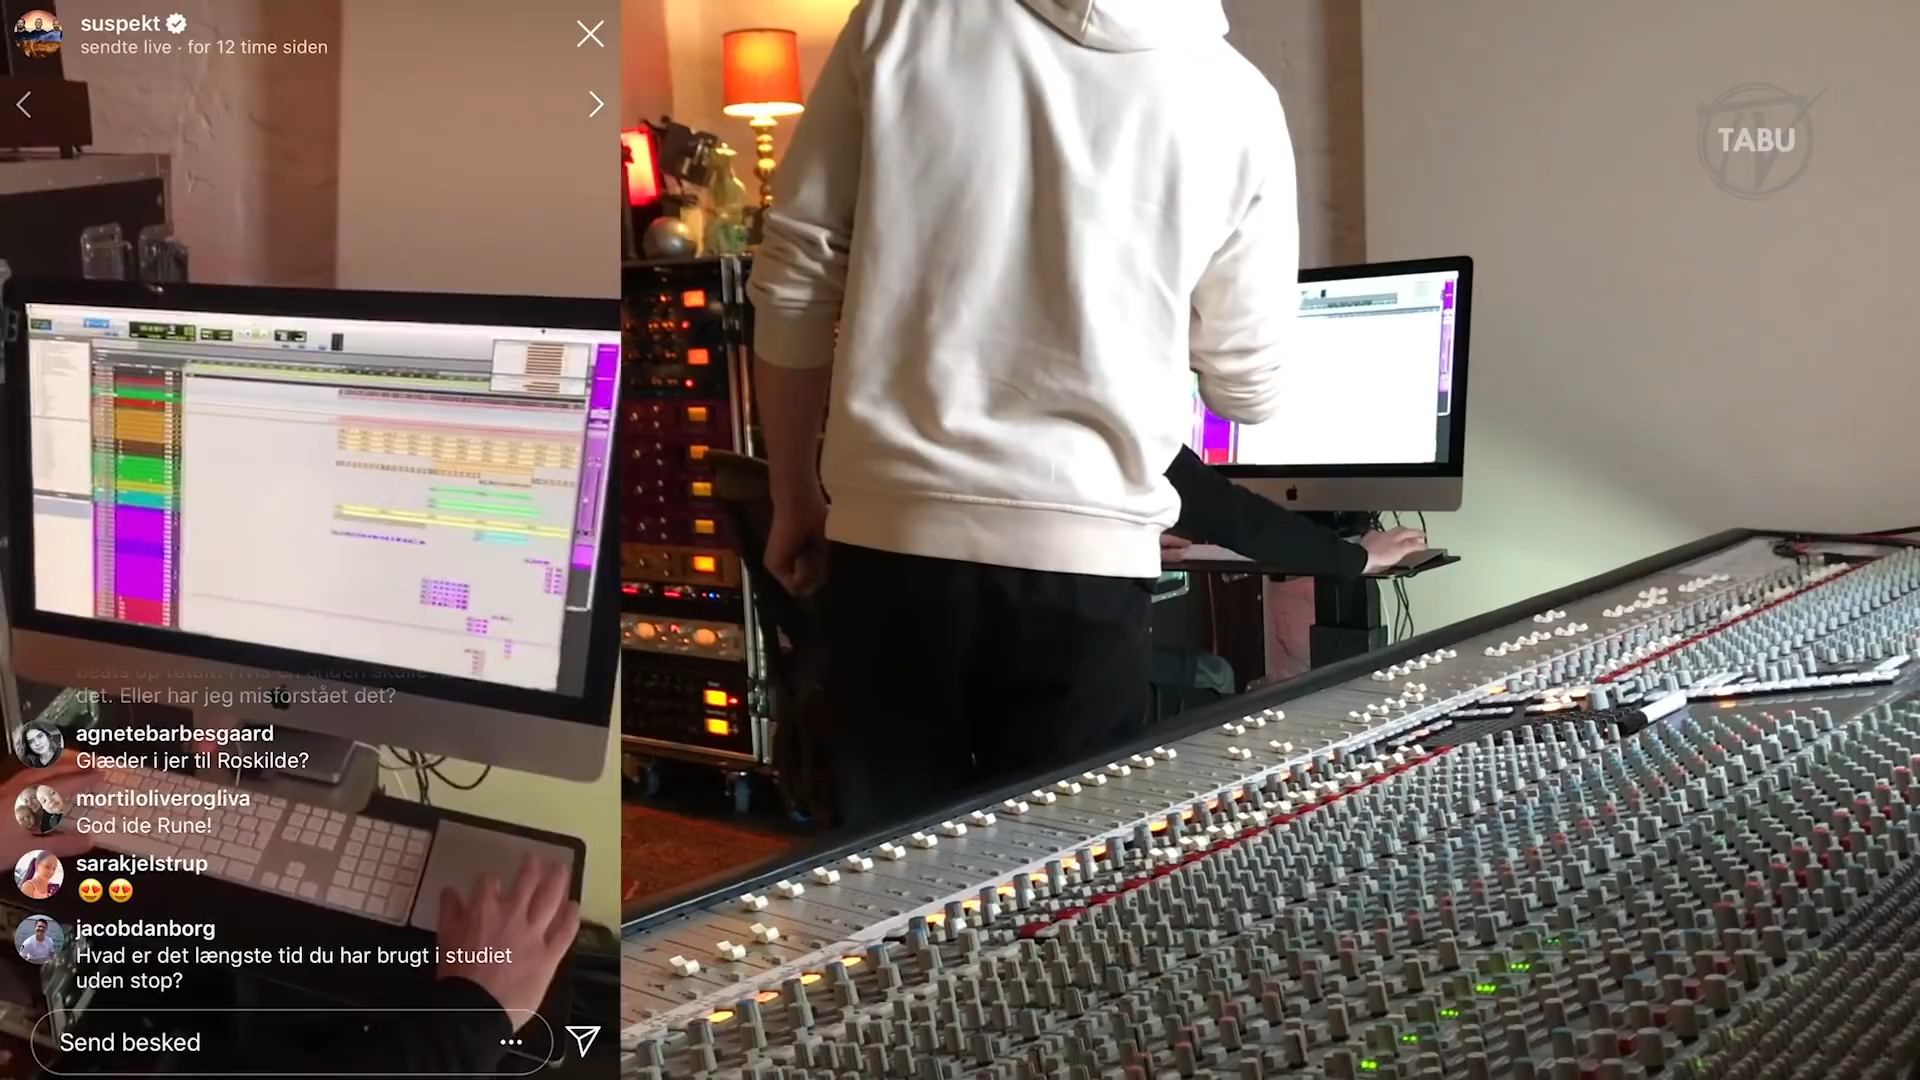 suspekt
sendte live · for 12 time siden
TABU
det. Eller har jeg misforstået det?
agnetebarbesgaard
Glæder i jer til Roskilde?
mortiloliverogliva
God ide Rune!
sarakjelstrup
😍😍
jacobdanborg
Hvad er det længste tid du har brugt i studiet
uden stop?
Send besked